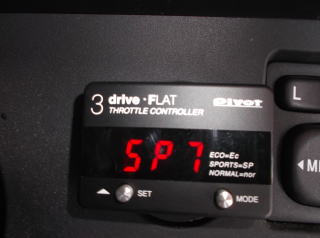 3 drive・FLAT Pivot
THROTTLE CONTROLLER
SP7
ECO=Ec
SPORTS=SP
NORMAL=nor
SET
MODE
L